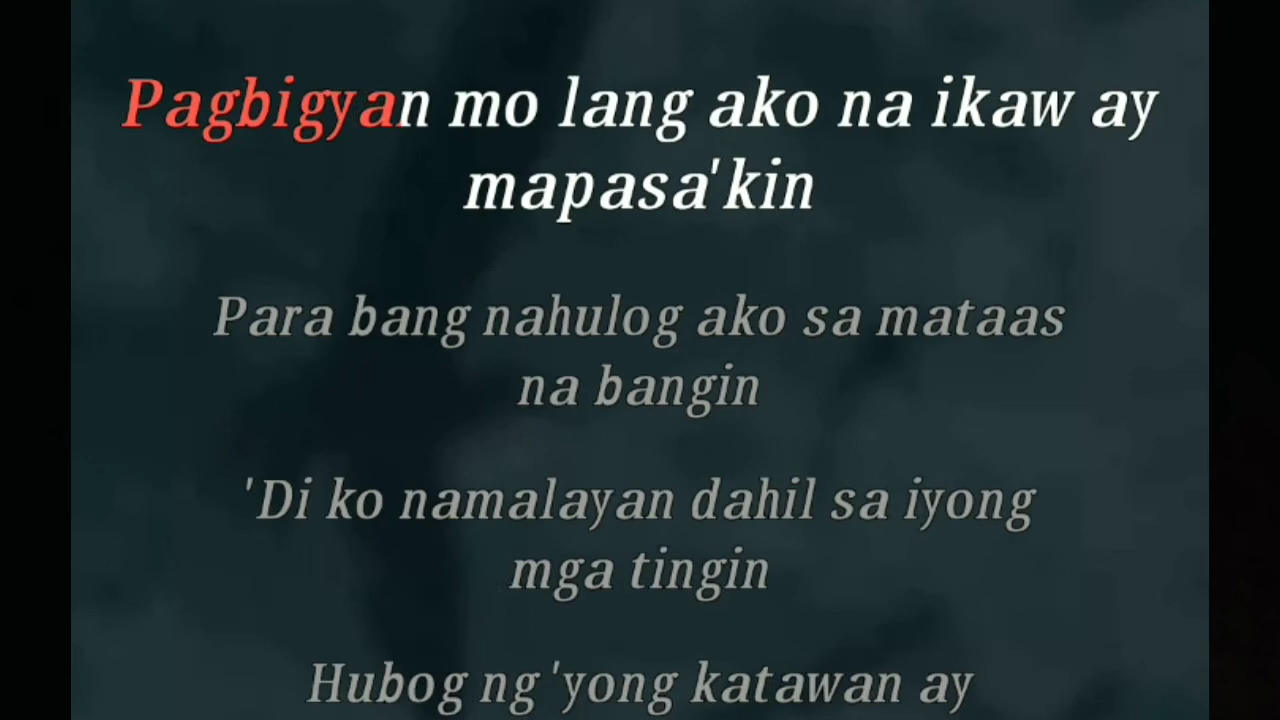 Pagbigyan mo lang ako na ikaw ay
mapasa'kin
Para bang nahulog ako sa mataas
na bangin
'Di ko namalayan dahil sa iyong
mga tingin
Hubog ng 'yong katawan ay